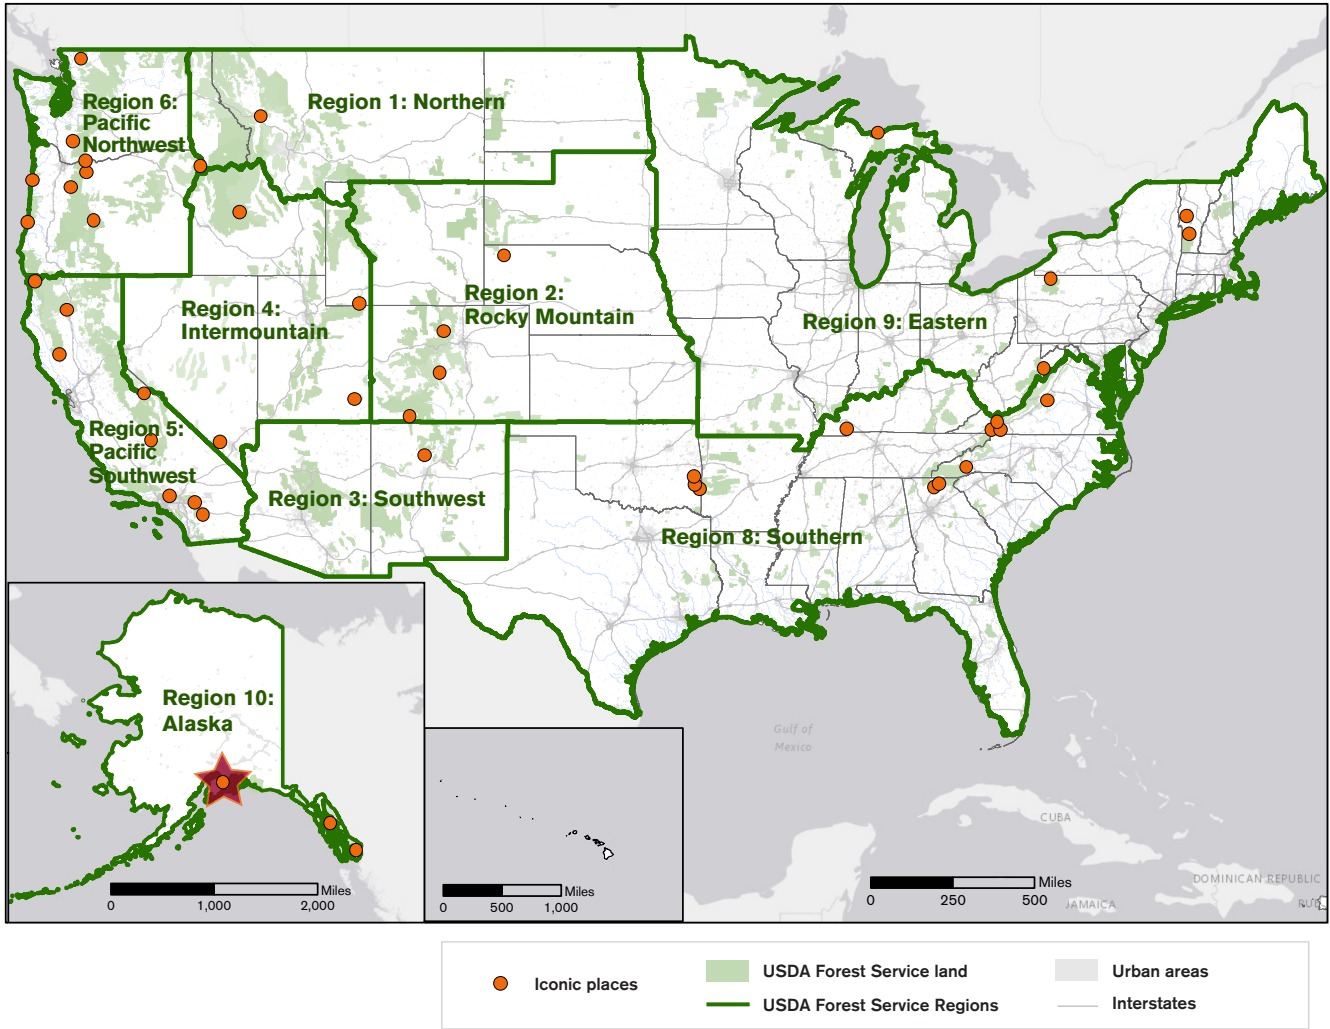 Region 6:
Pacific
Northwest
Region 1: Northern
Region 4:
Intermountain
Region 2:
Rocky Mountain
Region 9: Eastern
Region 5:
Pacific
Southwest
Region 3: Southwest
Region 8: Southern
Region 10:
Alaska
Gulf of
Mexico
CUBA
DOMINICAN REPUBLIC
JAMAICA
Miles
0 1,000 2,000
Miles
0 500 1,000
Miles
0 250 500
Iconic places
USDA Forest Service land
USDA Forest Service Regions
Urban areas
Interstates